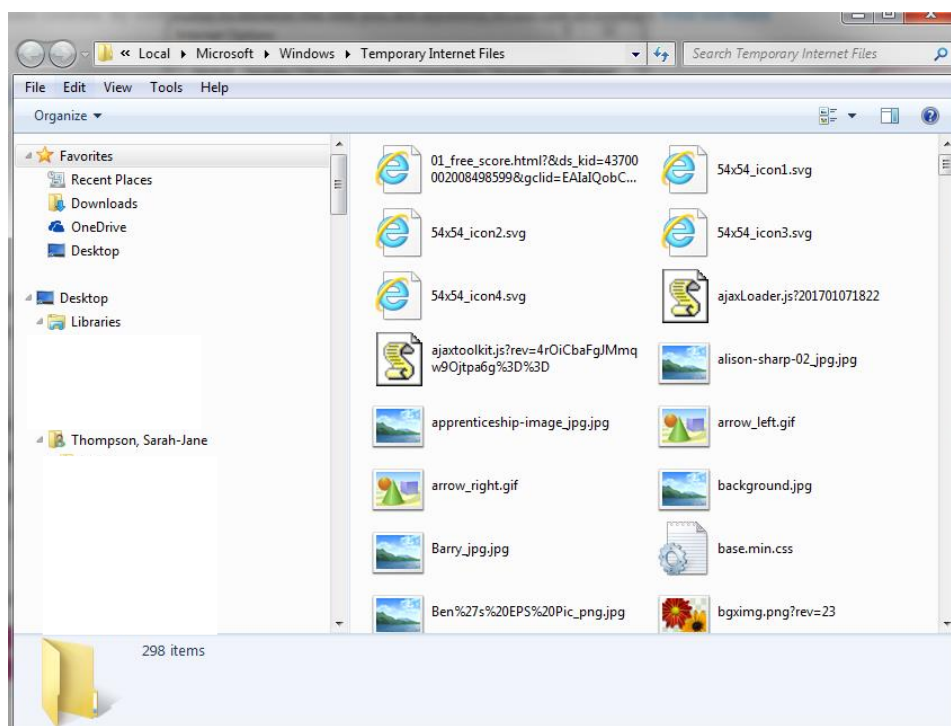 « Local ▸ Microsoft ▸ Windows ▸ Temporary Internet Files
Search Temporary Internet Files
File Edit View Tools Help
Organize
Favorites
Recent Places
Downloads
OneDrive
Desktop
Desktop
Libraries
Thompson, Sarah-Jane
01_free_score.html?&ds_kid=43700
002008498599&gclid=EAIaIQobC...
54x54_icon1.svg
54x54_icon2.svg
54x54_icon3.svg
54x54_icon4.svg
ajaxLoader.js?201701071822
ajaxtoolkit.js?rev=4rOiCbaFgJMmq
w9Ojtpa6g%3D%3D
alison-sharp-02_jpg.jpg
apprenticeship-image_jpg.jpg
arrow_left.gif
arrow_right.gif
background.jpg
Barry_jpg.jpg
base.min.css
Ben%27s%20EPS%20Pic_png.jpg
bgximg.png?rev=23
298 items